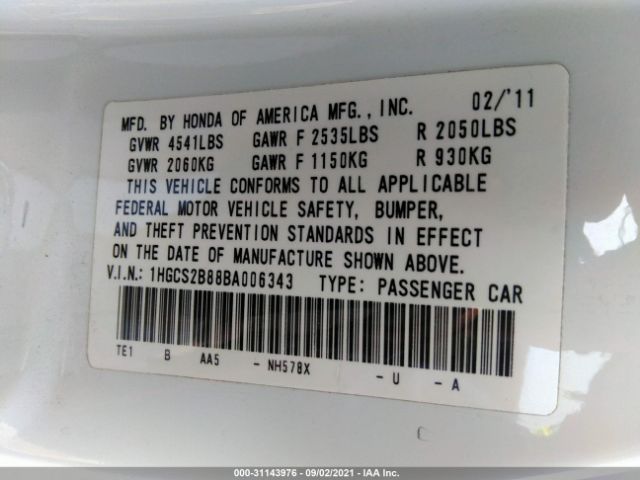 MFD. BY HONDA OF AMERICA MFG., INC. 02/'11
GVWR 4541LBS GAWR F 2535LBS R 2050LBS
GVWR 2060KG GAWR F 1150KG R 930KG
THIS VEHICLE CONFORMS TO ALL APPLICABLE
FEDERAL MOTOR VEHICLE SAFETY, BUMPER,
AND THEFT PREVENTION STANDARDS IN EFFECT
ON THE DATE OF MANUFACTURE SHOWN ABOVE.
V.I.N.: 1HGCS2B88BA006343 TYPE: PASSENGER CAR
TE1 B AA5 - NH578X - U - A
000-31143976 - 09/02/2021 - IAA Inc.